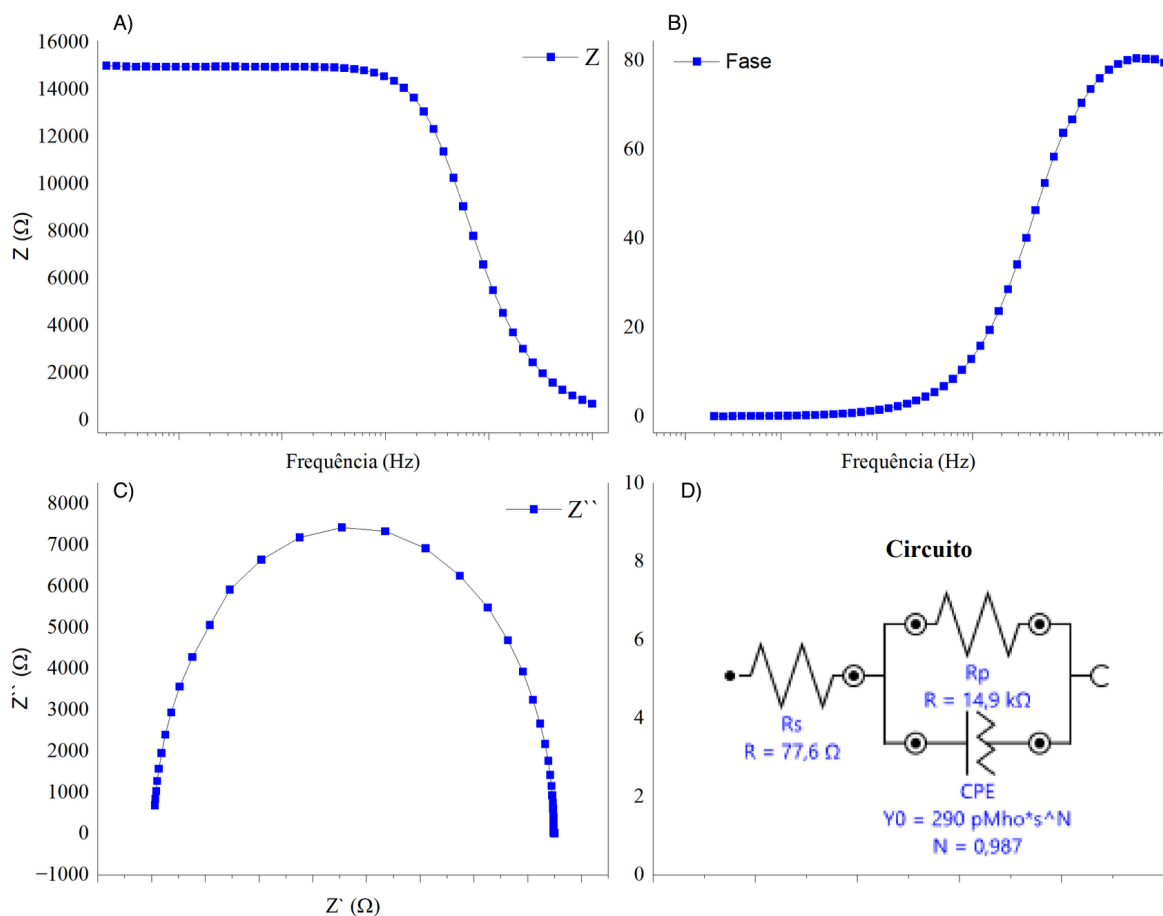 A)
16000
14000
12000
10000
8000
6000
4000
2000
0
Z (Ω)
Z
Frequência (Hz)
B)
80
60
40
20
0
Fase
Frequência (Hz)
C)
8000
7000
6000
5000
4000
3000
2000
1000
0
−1000
Z`` (Ω)
Z``
Z` (Ω)
D)
10
8
6
4
2
0
Circuito
Rp
R = 14,9 kΩ
Rs
R = 77,6 Ω
CPE
Y0 = 290 pMho*s^N
N = 0,987